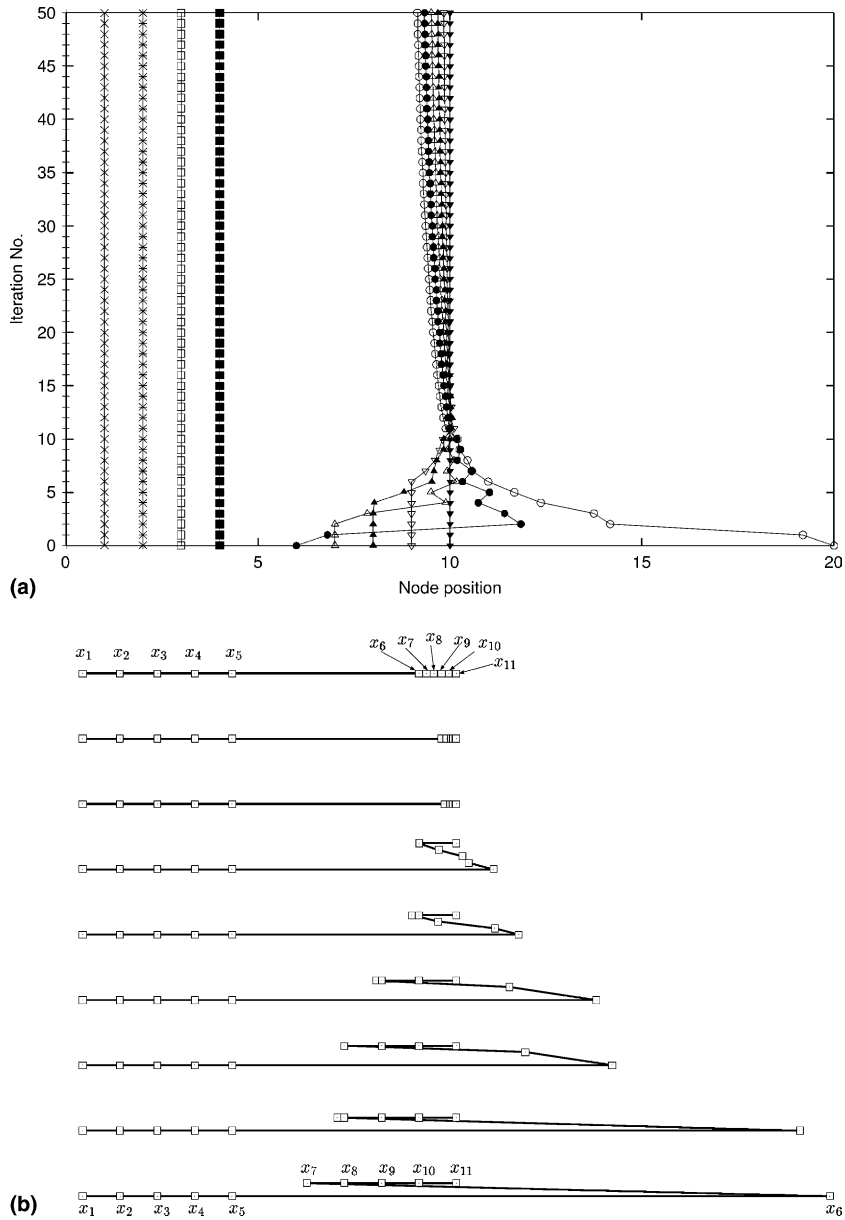 50
45
40
35
30
25
20
15
10
5
0
Iteration No.
0 5 10 15 20
Node position
(a)
x1 x2 x3 x4 x5 x6 x7 x8 x9 x10 x11
x7 x8 x9 x10 x11
(b)
x1 x2 x3 x4 x5 x6